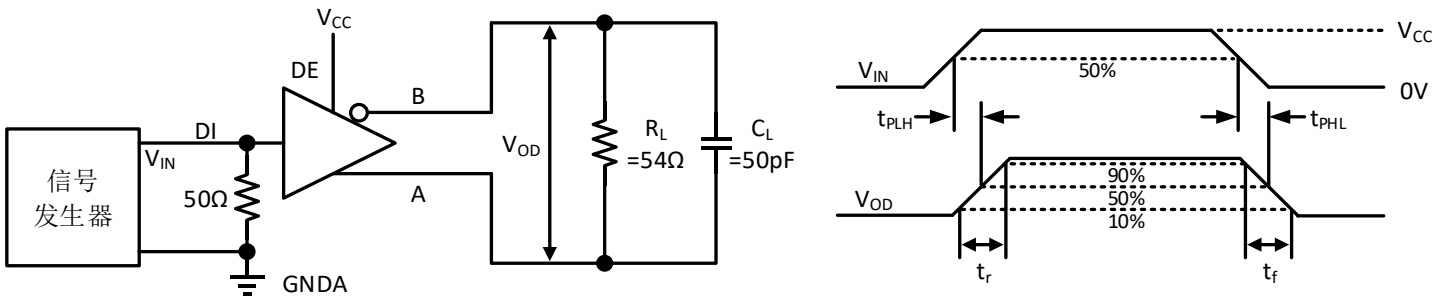 V_CC
DE
B
DI
V_IN
信号
发生器
50Ω
A
GNDA
V_OD
R_L
=54Ω
C_L
=50pF
V_CC
V_IN
50%
0V
t_PLH
t_PHL
90%
V_OD
50%
10%
t_r
t_f